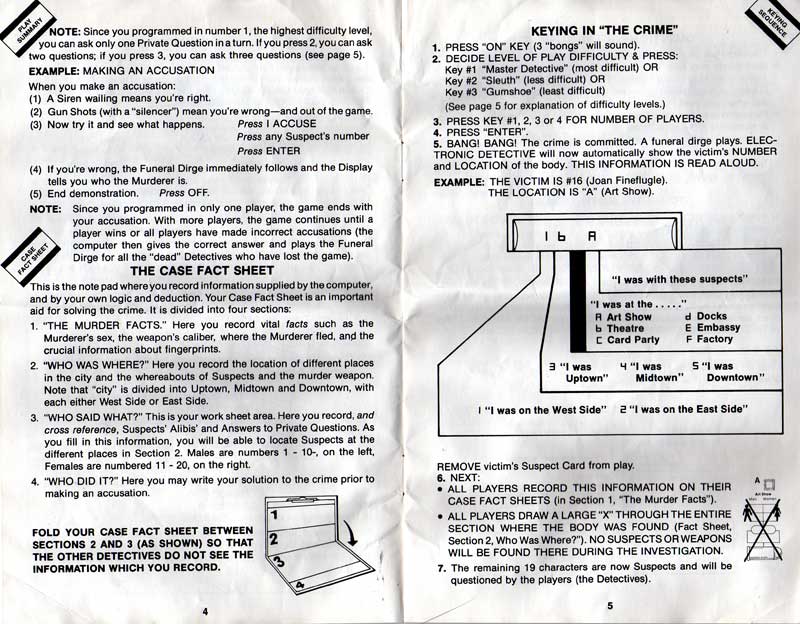 PLAY
SUMMARY
NOTE: Since you programmed in number 1, the highest difficulty level,
you can ask only one Private Question in a turn. If you press 2, you can ask
two questions; if you press 3, you can ask three questions (see page 5).
EXAMPLE: MAKING AN ACCUSATION
When you make an accusation:
(1) A Siren wailing means you're right.
(2) Gun Shots (with a "silencer") mean you're wrong—and out of the game.
(3) Now try it and see what happens. Press I ACCUSE
Press any Suspect's number
Press ENTER
(4) If you're wrong, the Funeral Dirge immediately follows and the Display
tells you who the Murderer is.
(5) End demonstration. Press OFF.
NOTE: Since you programmed in only one player, the game ends with
your accusation. With more players, the game continues until a
player wins or all players have made incorrect accusations (the
computer then gives the correct answer and plays the Funeral
Dirge for all the "dead" Detectives who have lost the game).
CASE
FACT SHEET
THE CASE FACT SHEET
This is the note pad where you record information supplied by the computer,
and by your own logic and deduction. Your Case Fact Sheet is an important
aid for solving the crime. It is divided into four sections:
1. "THE MURDER FACTS." Here you record vital facts such as the
Murderer's sex, the weapon's caliber, where the Murderer fled, and the
crucial information about fingerprints.
2. "WHO WAS WHERE?" Here you record the location of different places
in the city and the whereabouts of Suspects and the murder weapon.
Note that "city" is divided into Uptown, Midtown and Downtown, with
each either West Side or East Side.
3. "WHO SAID WHAT?" This is your work sheet area. Here you record, and
cross reference, Suspects' Alibis' and Answers to Private Questions. As
you fill in this information, you will be able to locate Suspects at the
different places in Section 2. Males are numbers 1 - 10-, on the left,
Females are numbered 11 - 20, on the right.
4. "WHO DID IT?" Here you may write your solution to the crime prior to
making an accusation.
FOLD YOUR CASE FACT SHEET BETWEEN
SECTIONS 2 AND 3 (AS SHOWN) SO THAT
THE OTHER DETECTIVES DO NOT SEE THE
INFORMATION WHICH YOU RECORD.
1
2
3
4
4
KEYING
SEQUENCE
KEYING IN "THE CRIME"
1. PRESS "ON" KEY (3 "bongs" will sound).
2. DECIDE LEVEL OF PLAY DIFFICULTY & PRESS:
Key #1 "Master Detective" (most difficult) OR
Key #2 "Sleuth" (less difficult) OR
Key #3 "Gumshoe" (least difficult)
(See page 5 for explanation of difficulty levels.)
3. PRESS KEY #1, 2, 3 or 4 FOR NUMBER OF PLAYERS.
4. PRESS "ENTER".
5. BANG! BANG! The crime is committed. A funeral dirge plays. ELEC-
TRONIC DETECTIVE will now automatically show the victim's NUMBER
and LOCATION of the body. THIS INFORMATION IS READ ALOUD.
EXAMPLE: THE VICTIM IS #16 (Joan Fineflugle).
THE LOCATION IS "A" (Art Show).
1 b A
"I was with these suspects"
"I was at the . . . . ."
A Art Show d Docks
b Theatre E Embassy
C Card Party F Factory
3 "I was 4 "I was 5 "I was
Uptown" Midtown" Downtown"
1 "I was on the West Side" 2 "I was on the East Side"
REMOVE victim's Suspect Card from play.
6. NEXT:
• ALL PLAYERS RECORD THIS INFORMATION ON THEIR
CASE FACT SHEETS (in Section 1, "The Murder Facts").
• ALL PLAYERS DRAW A LARGE "X" THROUGH THE ENTIRE
SECTION WHERE THE BODY WAS FOUND (Fact Sheet,
Section 2, Who Was Where?"). NO SUSPECTS OR WEAPONS
WILL BE FOUND THERE DURING THE INVESTIGATION.
A
Art Show
7. The remaining 19 characters are now Suspects and will be
questioned by the players (the Detectives).
5